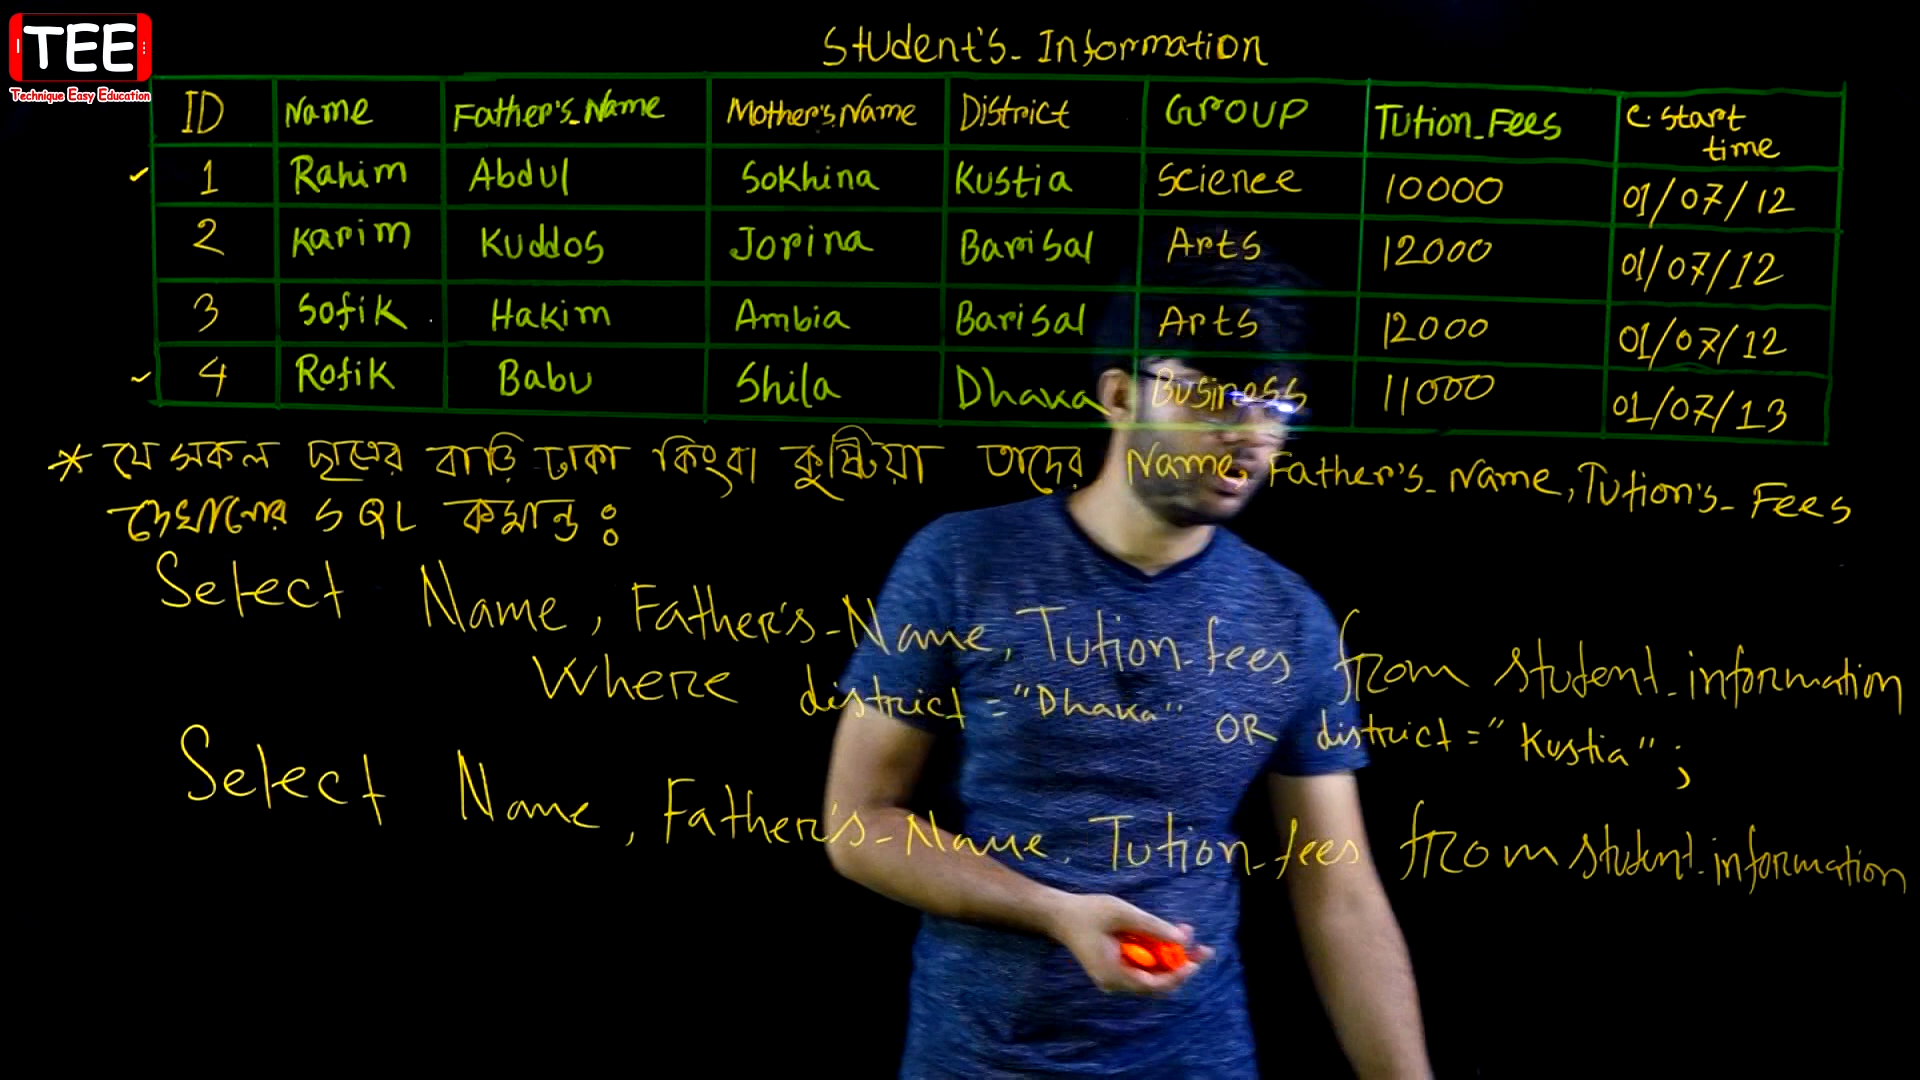 TEE
Technique Easy Education
Student's_Information
ID Name Father's_Name Mother's_Name District GROUP Tution_Fees C.Start time
1 Rahim Abdul Sokhina Kustia Science 10000 01/07/12
2 Karim Kuddos Jorina Barisal Arts 12000 01/07/12
3 Sofik Hakim Ambia Barisal Arts 12000 01/07/12
4 Rofik Babu Shila Dhaka Business 11000 01/07/13
* যে সকল ছাত্রের বাড়ি ঢাকা কিংবা কুষ্টিয়া তাদের Name, Father's_Name, Tution's_Fees
দেখানোর SQL কমান্ড :
Select Name, Father's_Name, Tution_fees from student_information
Where district = "Dhaka" OR district = "Kustia" ;
Select Name, Father's_Name, Tution_fees from student_information